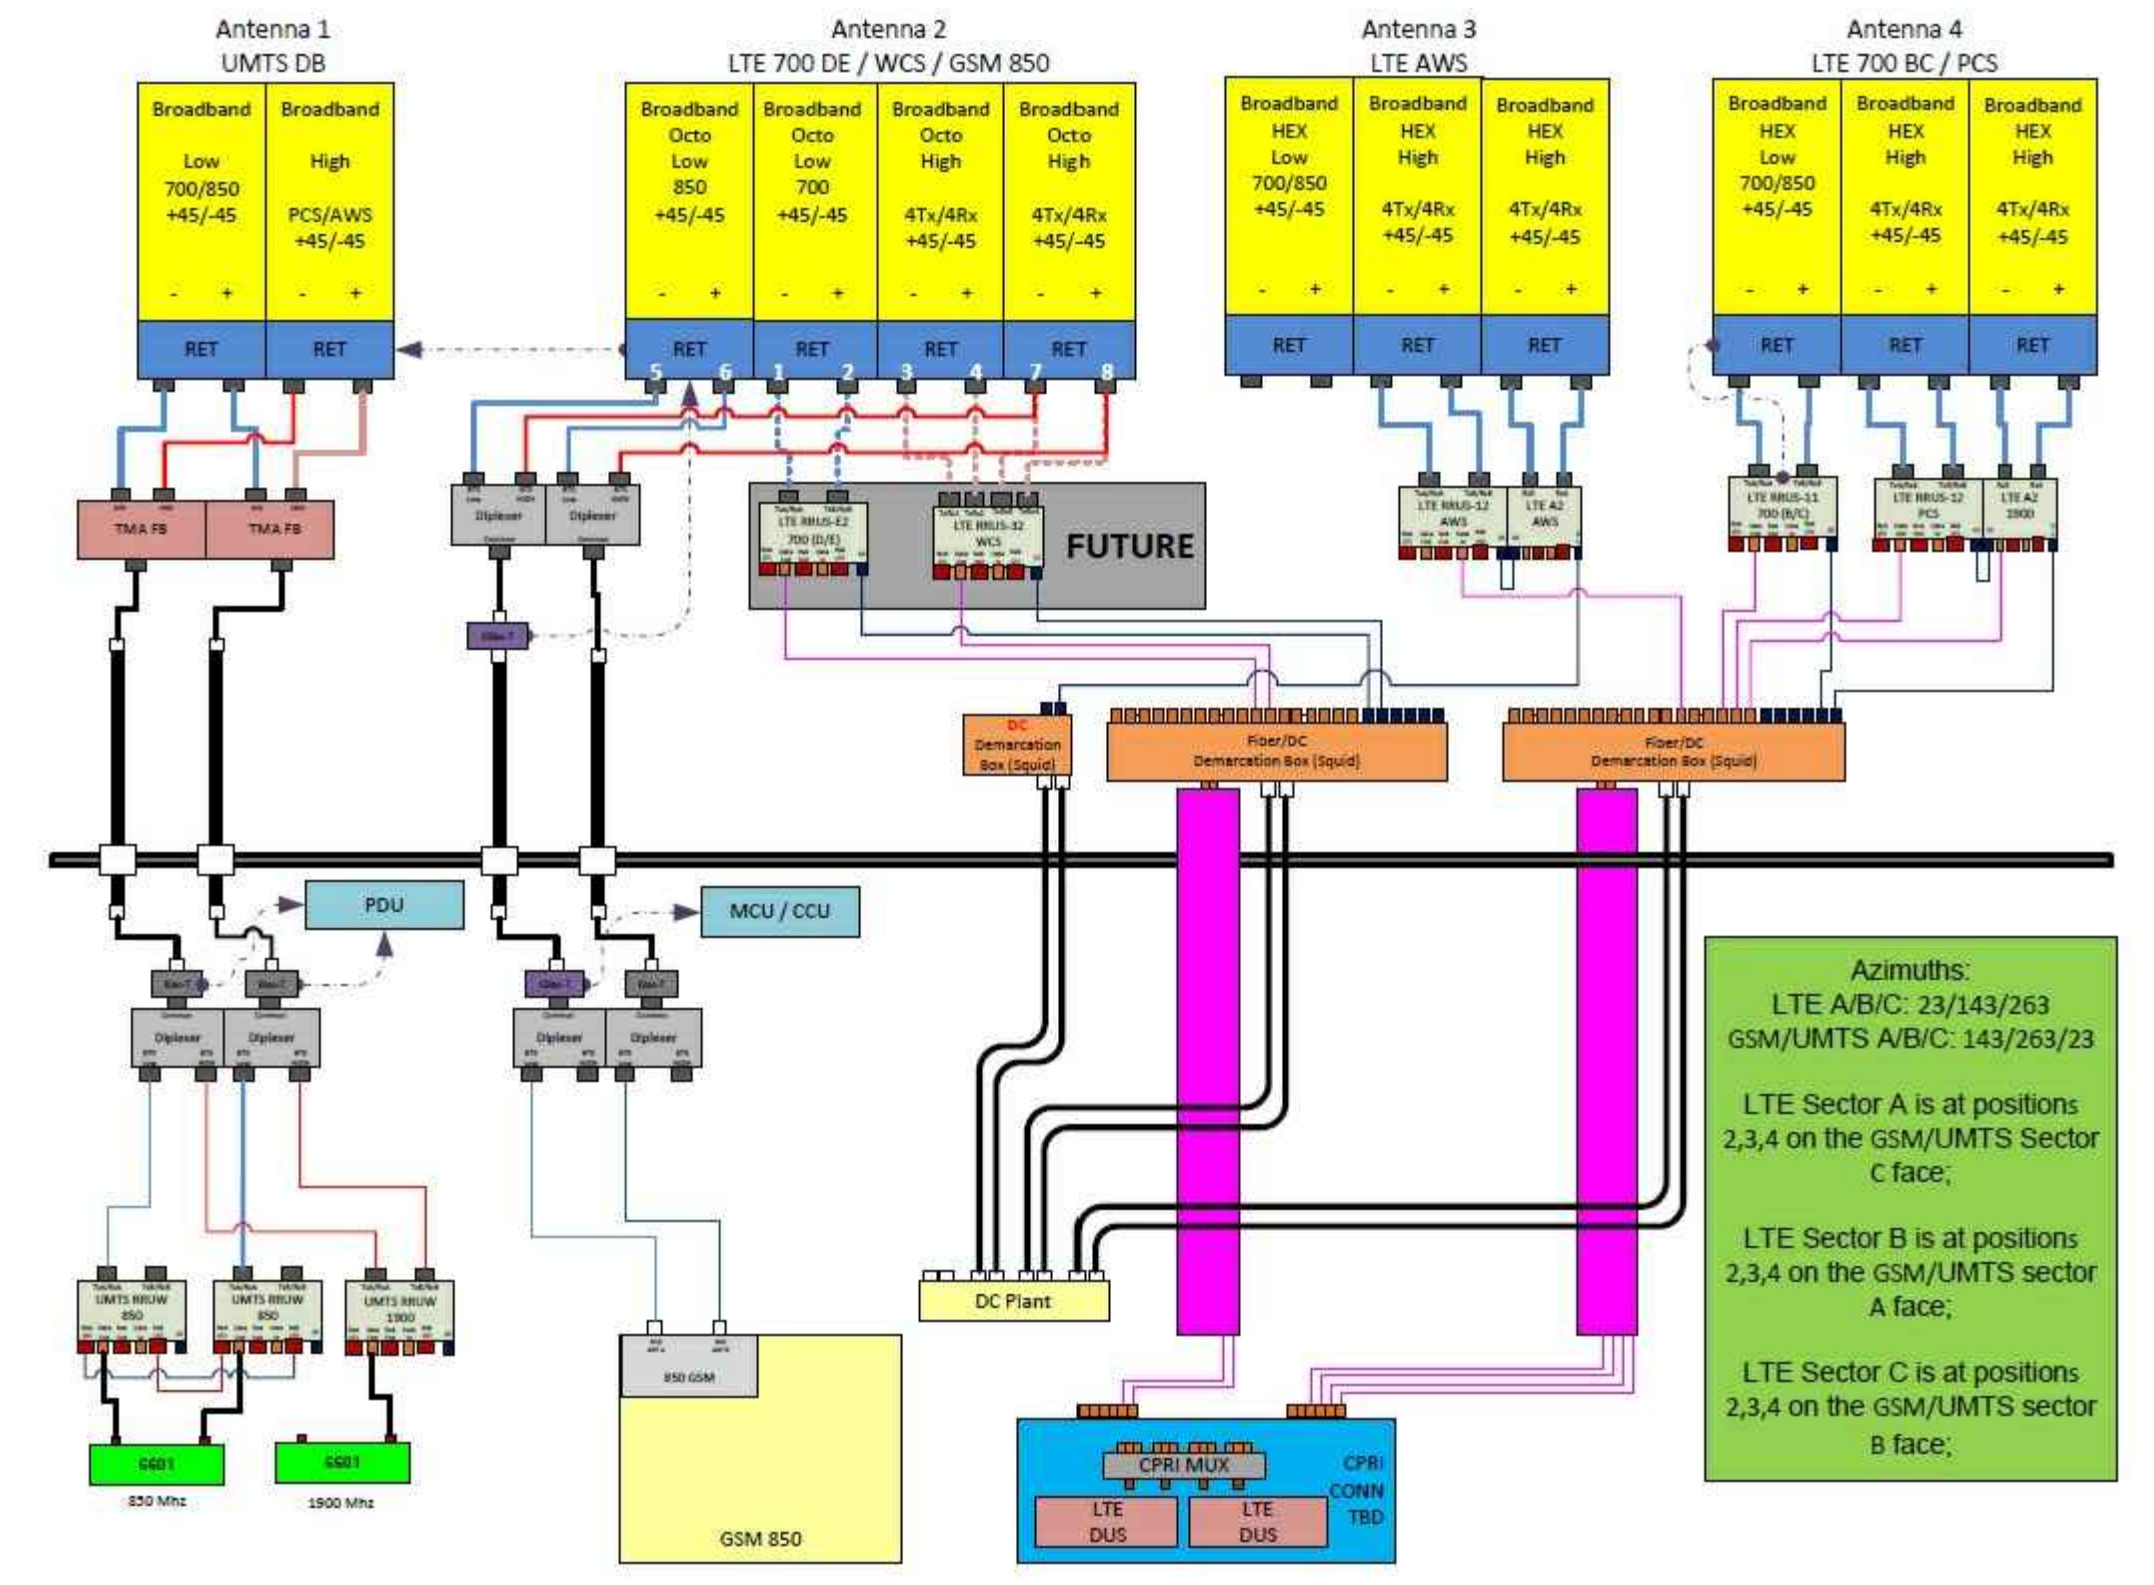 Antenna 1
UMTS DB
Antenna 2
LTE 700 DE / WCS / GSM 850
Antenna 3
LTE AWS
Antenna 4
LTE 700 BC / PCS
Broadband
Low
700/850
+45/-45
- +
RET
Broadband
High
PCS/AWS
+45/-45
- +
RET
Broadband
Octo
Low
850
+45/-45
- +
RET
5 6
Broadband
Octo
Low
700
+45/-45
- +
RET
1 2
Broadband
Octo
High
4Tx/4Rx
+45/-45
- +
RET
3 4
Broadband
Octo
High
4Tx/4Rx
+45/-45
- +
RET
7 8
Broadband
HEX
Low
700/850
+45/-45
- +
RET
Broadband
HEX
High
4Tx/4Rx
+45/-45
- +
RET
Broadband
HEX
High
4Tx/4Rx
+45/-45
- +
RET
Broadband
HEX
Low
700/850
+45/-45
- +
RET
Broadband
HEX
High
4Tx/4Rx
+45/-45
- +
RET
Broadband
HEX
High
4Tx/4Rx
+45/-45
- +
RET
TMA FB
TMA FB
Diplexer
Diplexer
LTE RRUS-E2
700 (D/E)
LTE RRUS-32
WCS
FUTURE
LTE RRUS-12
AWS
LTE A2
AWS
LTE RRUS-11
700 (B/C)
LTE RRUS-12
PCS
LTE A2
1900
DC
Demarcation
Box (Squid)
Fiber/DC
Demarcation Box (Squid)
Fiber/DC
Demarcation Box (Squid)
PDU
MCU / CCU
Diplexer
Diplexer
Diplexer
Diplexer
UMTS RRUW
850
UMTS RRUW
850
UMTS RRUW
1900
6601
850 Mhz
6601
1900 Mhz
850 GSM
GSM 850
DC Plant
CPRI MUX
LTE
DUS
LTE
DUS
CPRI
CONN
TBD
Azimuths:
LTE A/B/C: 23/143/263
GSM/UMTS A/B/C: 143/263/23
LTE Sector A is at positions
2,3,4 on the GSM/UMTS Sector
C face;
LTE Sector B is at positions
2,3,4 on the GSM/UMTS sector
A face;
LTE Sector C is at positions
2,3,4 on the GSM/UMTS sector
B face;